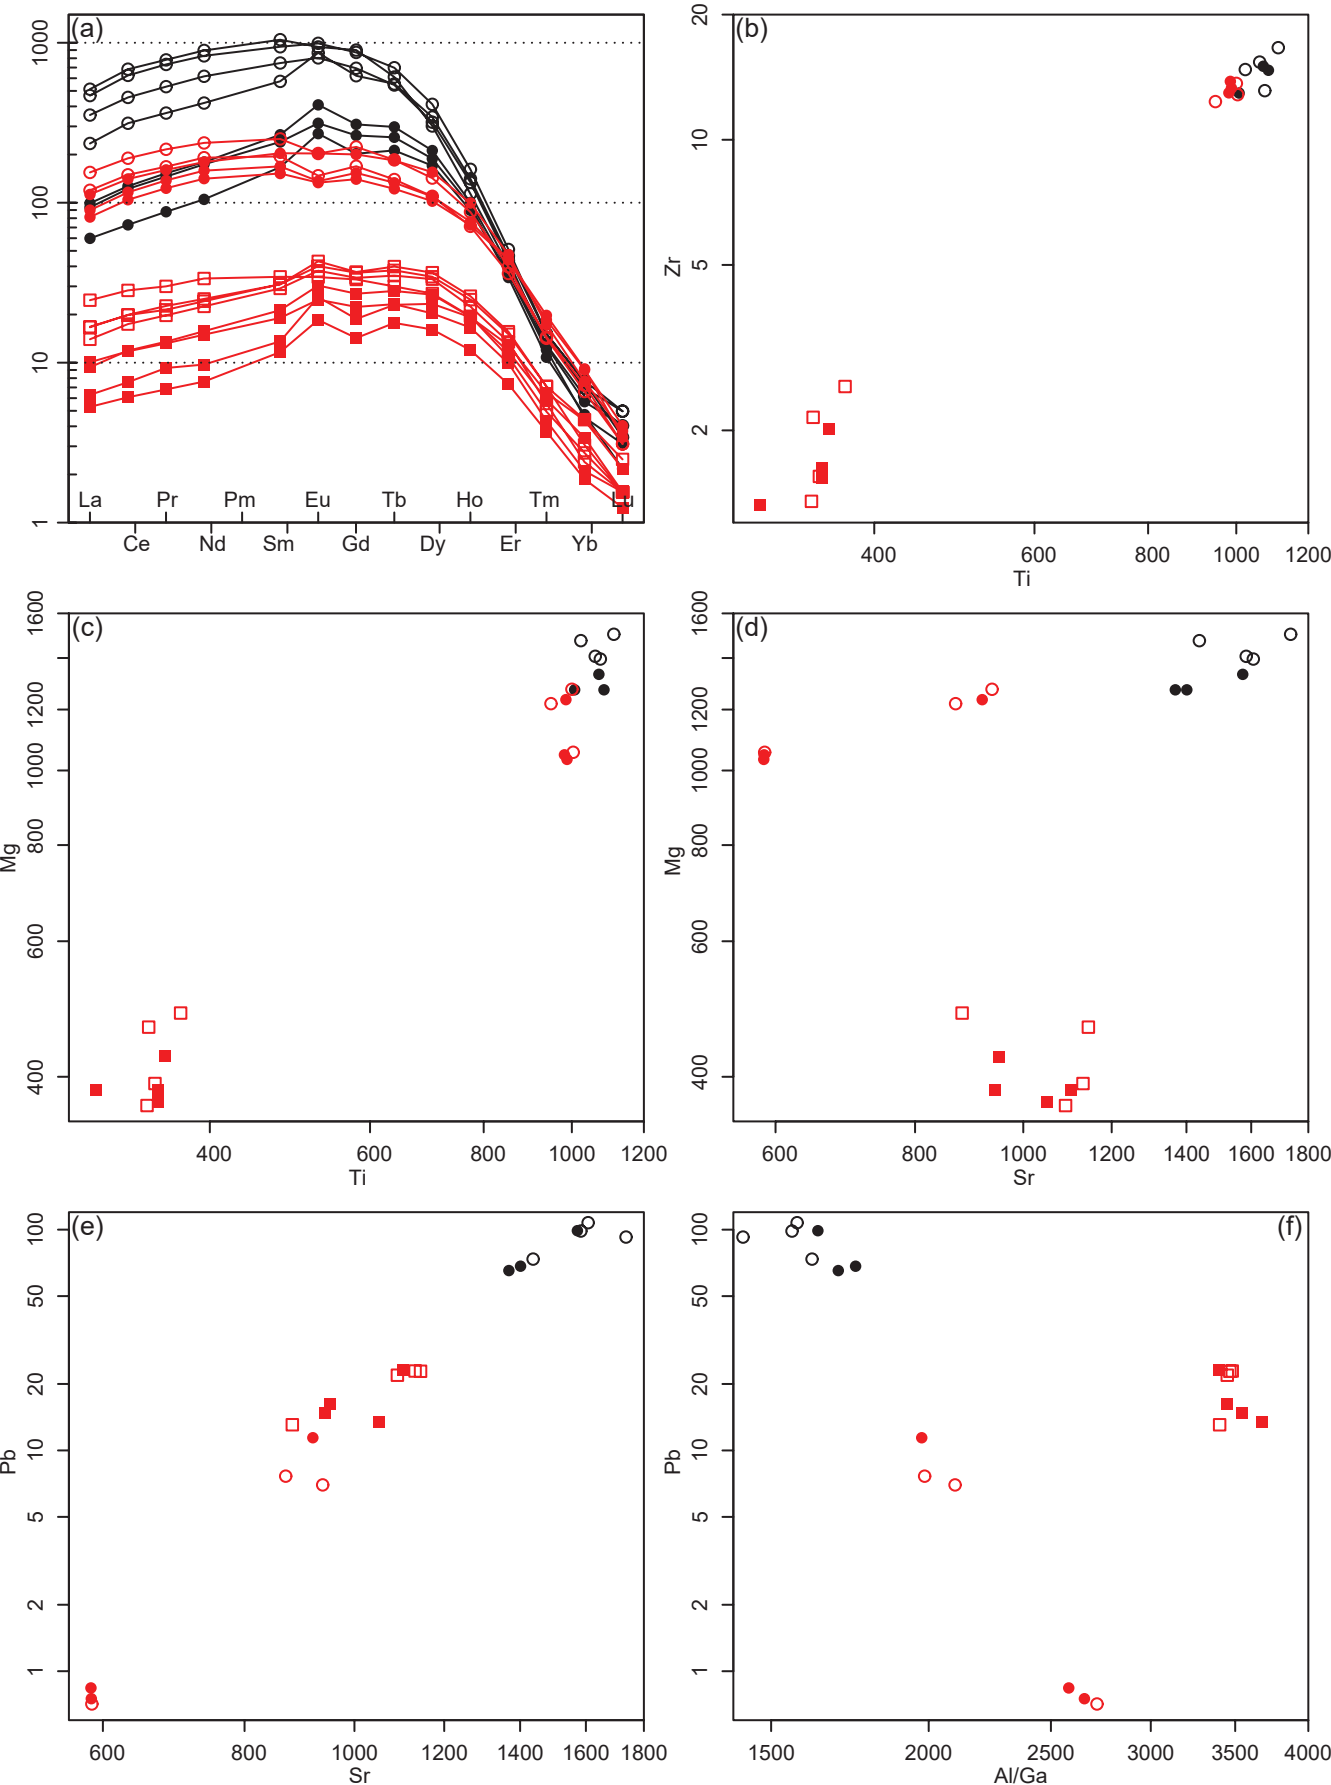 (a)
1000
100
10
1
La Pr Pm Eu Tb Ho Tm Lu
Ce Nd Sm Gd Dy Er Yb
(b)
20
10
5
2
Zr
400 600 800 1000 1200
Ti
(c)
1600
1200
1000
800
600
400
Mg
400 600 800 1000 1200
Ti
(d)
1600
1200
1000
800
600
400
Mg
600 800 1000 1200 1400 1600 1800
Sr
(e)
100
50
20
10
5
2
1
Pb
600 800 1000 1200 1400 1600 1800
Sr
(f)
100
50
20
10
5
2
1
Pb
1500 2000 2500 3000 3500 4000
Al/Ga